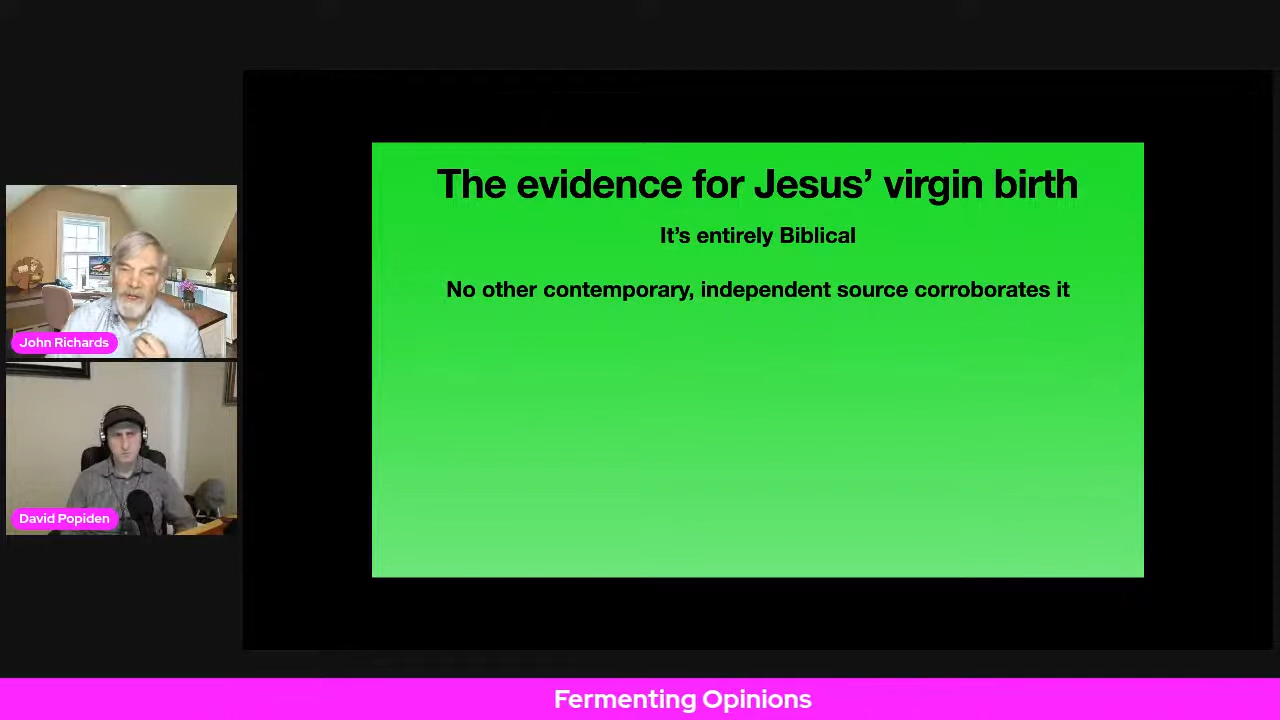 The evidence for Jesus’ virgin birth
It’s entirely Biblical
No other contemporary, independent source corroborates it
John Richards
David Popiden
Fermenting Opinions